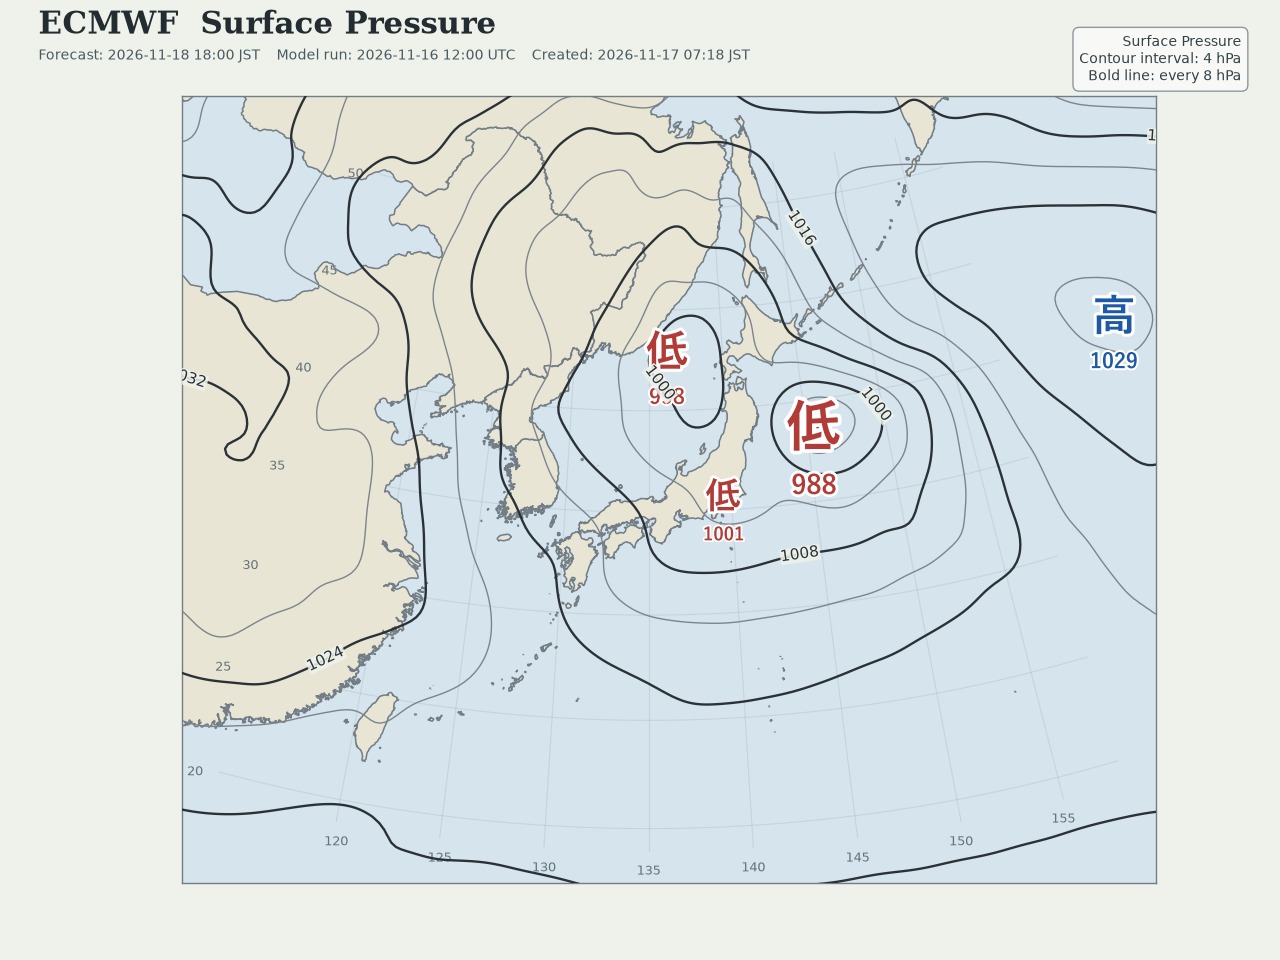 ECMWF  Surface Pressure
Forecast: 2026-11-18 18:00 JST    Model run: 2026-11-16 12:00 UTC    Created: 2026-11-17 07:18 JST
Surface Pressure
Contour interval: 4 hPa
Bold line: every 8 hPa
1
50
1016
45
高
1029
低
998
1000
40
032
1000
低
988
35
低
1001
1008
30
1024
25
20
155
120
150
125
145
130
140
135